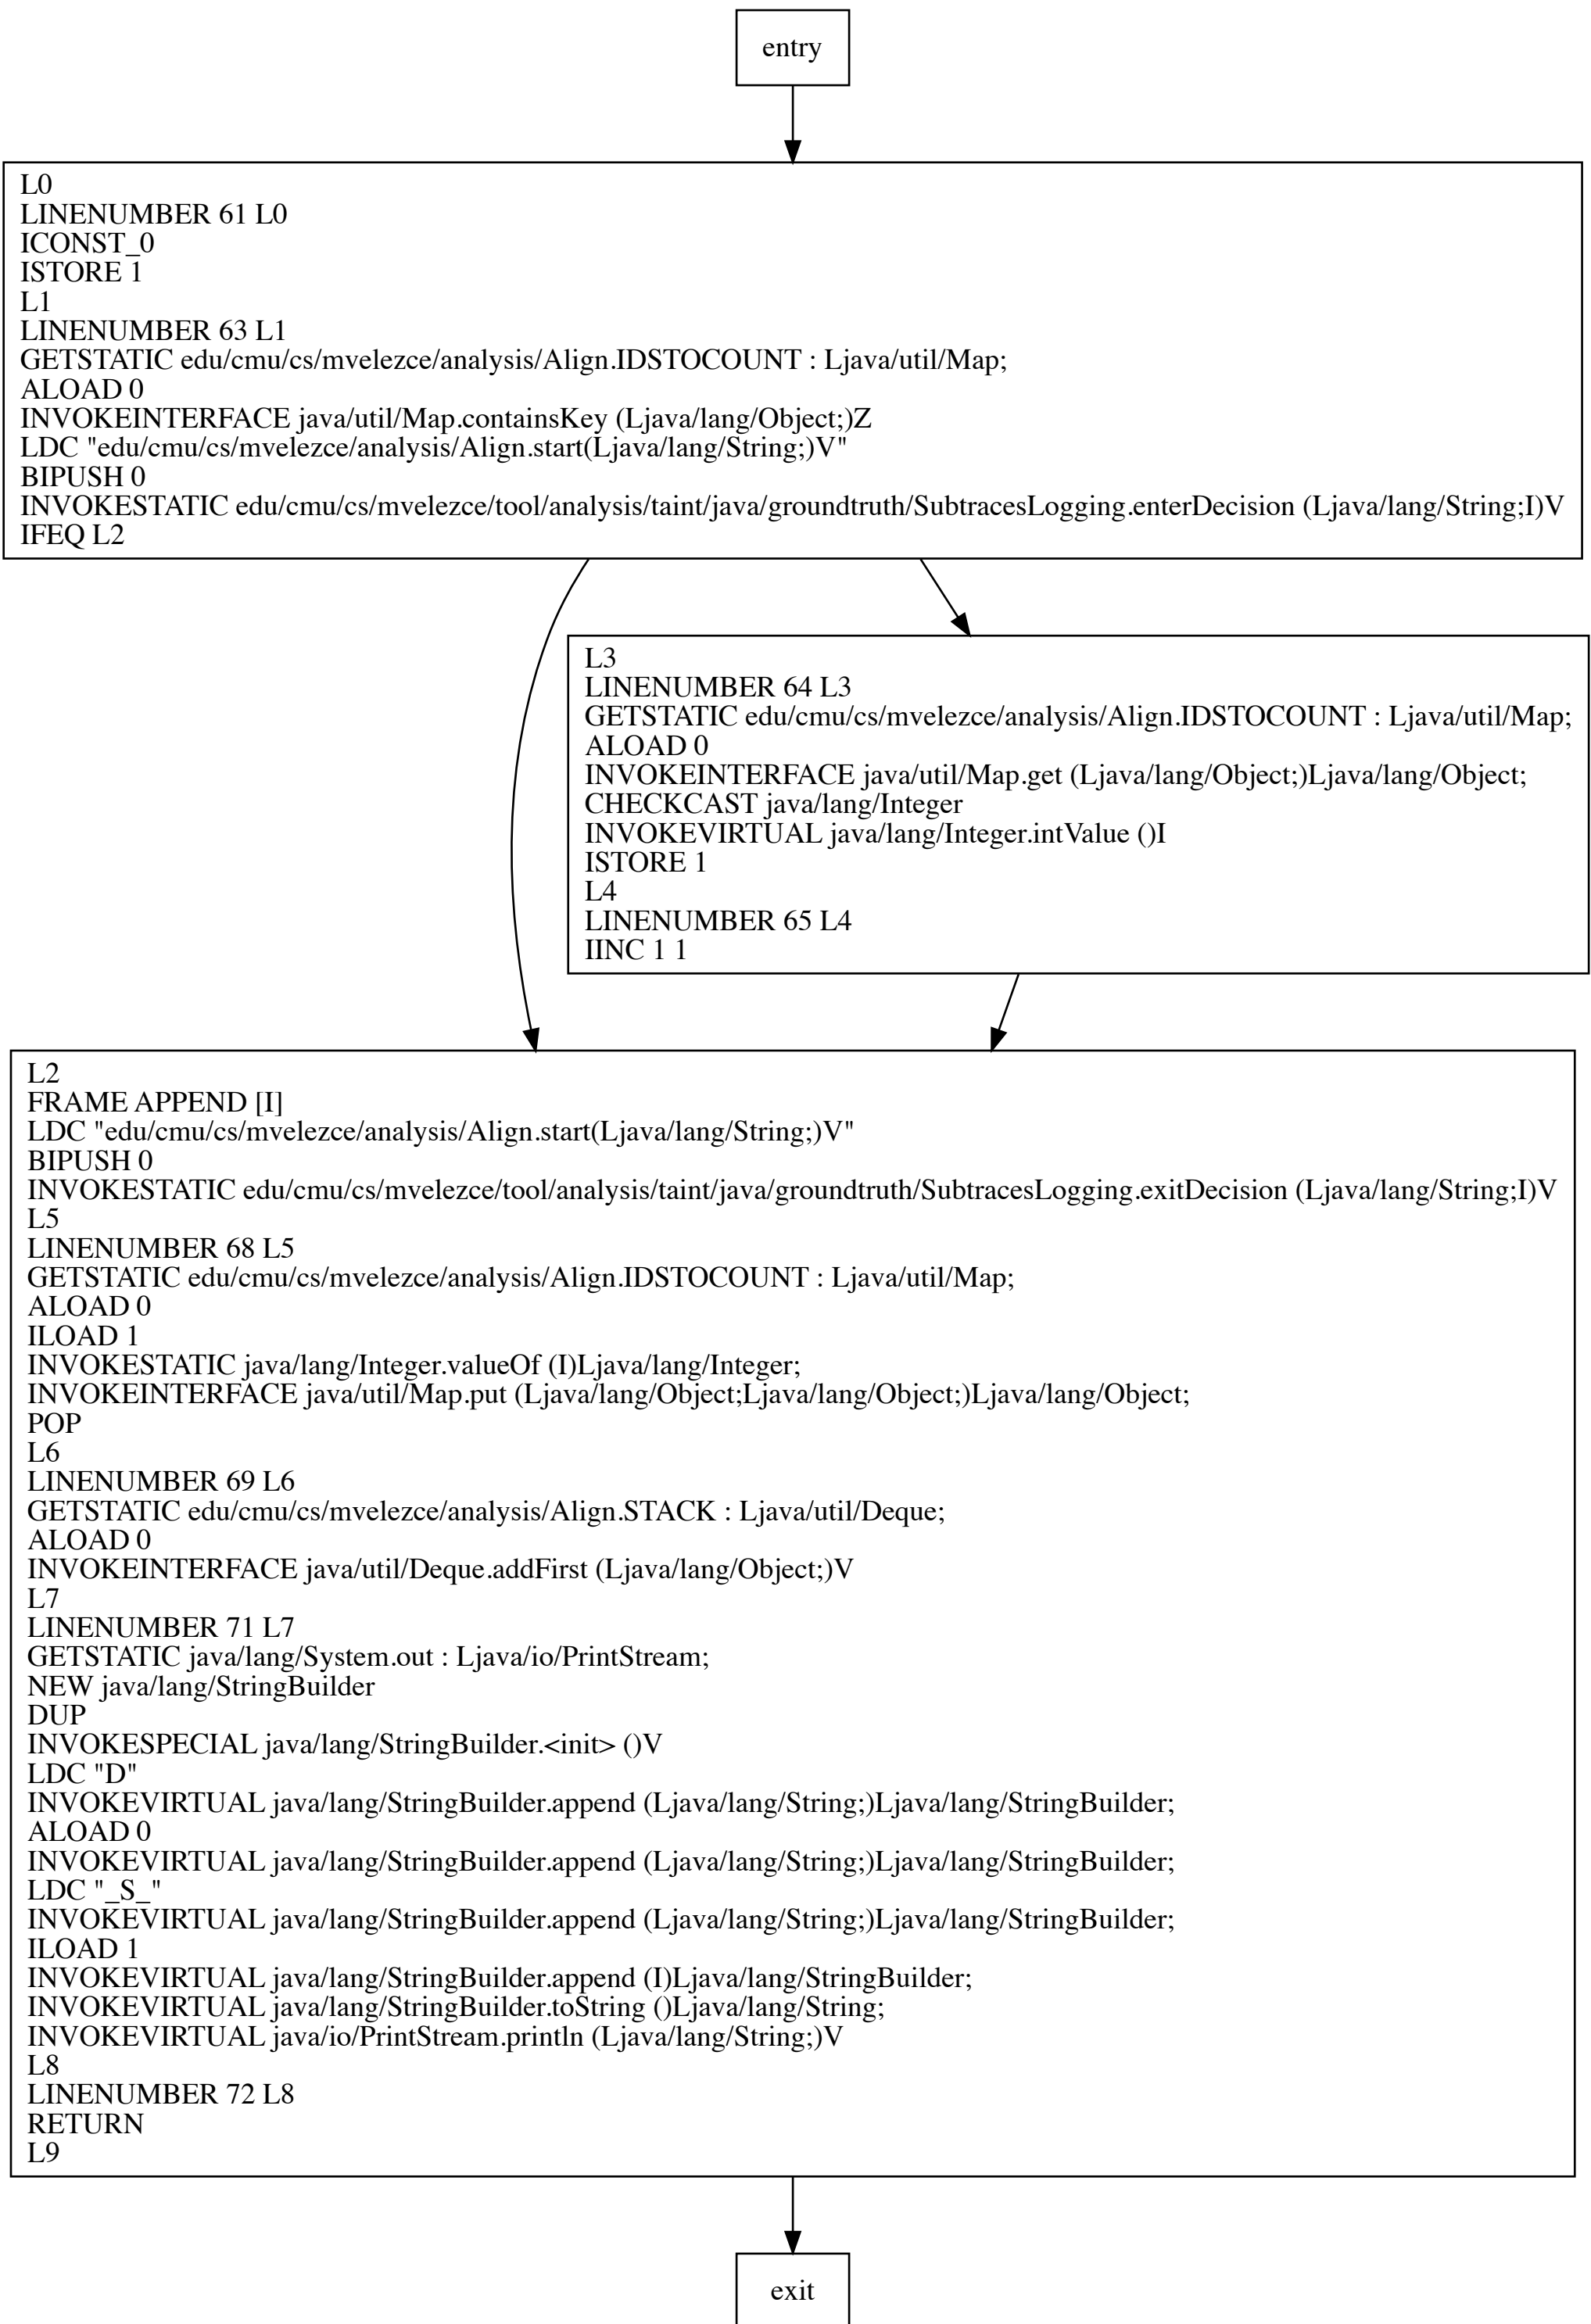 entry
L0
LINENUMBER 61 L0
ICONST_0
ISTORE 1
L1
LINENUMBER 63 L1
GETSTATIC edu/cmu/cs/mvelezce/analysis/Align.IDSTOCOUNT : Ljava/util/Map;
ALOAD 0
INVOKEINTERFACE java/util/Map.containsKey (Ljava/lang/Object;)Z
LDC "edu/cmu/cs/mvelezce/analysis/Align.start(Ljava/lang/String;)V"
BIPUSH 0
INVOKESTATIC edu/cmu/cs/mvelezce/tool/analysis/taint/java/groundtruth/SubtracesLogging.enterDecision (Ljava/lang/String;I)V
IFEQ L2
L3
LINENUMBER 64 L3
GETSTATIC edu/cmu/cs/mvelezce/analysis/Align.IDSTOCOUNT : Ljava/util/Map;
ALOAD 0
INVOKEINTERFACE java/util/Map.get (Ljava/lang/Object;)Ljava/lang/Object;
CHECKCAST java/lang/Integer
INVOKEVIRTUAL java/lang/Integer.intValue ()I
ISTORE 1
L4
LINENUMBER 65 L4
IINC 1 1
L2
FRAME APPEND [I]
LDC "edu/cmu/cs/mvelezce/analysis/Align.start(Ljava/lang/String;)V"
BIPUSH 0
INVOKESTATIC edu/cmu/cs/mvelezce/tool/analysis/taint/java/groundtruth/SubtracesLogging.exitDecision (Ljava/lang/String;I)V
L5
LINENUMBER 68 L5
GETSTATIC edu/cmu/cs/mvelezce/analysis/Align.IDSTOCOUNT : Ljava/util/Map;
ALOAD 0
ILOAD 1
INVOKESTATIC java/lang/Integer.valueOf (I)Ljava/lang/Integer;
INVOKEINTERFACE java/util/Map.put (Ljava/lang/Object;Ljava/lang/Object;)Ljava/lang/Object;
POP
L6
LINENUMBER 69 L6
GETSTATIC edu/cmu/cs/mvelezce/analysis/Align.STACK : Ljava/util/Deque;
ALOAD 0
INVOKEINTERFACE java/util/Deque.addFirst (Ljava/lang/Object;)V
L7
LINENUMBER 71 L7
GETSTATIC java/lang/System.out : Ljava/io/PrintStream;
NEW java/lang/StringBuilder
DUP
INVOKESPECIAL java/lang/StringBuilder.<init> ()V
LDC "D"
INVOKEVIRTUAL java/lang/StringBuilder.append (Ljava/lang/String;)Ljava/lang/StringBuilder;
ALOAD 0
INVOKEVIRTUAL java/lang/StringBuilder.append (Ljava/lang/String;)Ljava/lang/StringBuilder;
LDC "_S_"
INVOKEVIRTUAL java/lang/StringBuilder.append (Ljava/lang/String;)Ljava/lang/StringBuilder;
ILOAD 1
INVOKEVIRTUAL java/lang/StringBuilder.append (I)Ljava/lang/StringBuilder;
INVOKEVIRTUAL java/lang/StringBuilder.toString ()Ljava/lang/String;
INVOKEVIRTUAL java/io/PrintStream.println (Ljava/lang/String;)V
L8
LINENUMBER 72 L8
RETURN
L9
exit